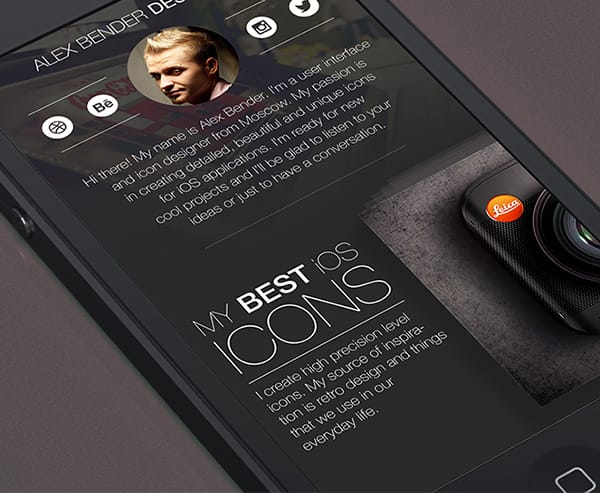 ALEX BENDER DES
Bē
Hi there! My name is Alex Bender. I'm a user interface
and icon designer from Moscow. My passion is
in creating detailed, beautiful and unique icons
for iOS applications. I'm ready for new
cool projects and I'll be glad to listen to your
ideas or just to have a conversation.
Leica
MY BEST iOS
ICONS
I create high precision level
icons. My source of inspira-
tion is retro design and things
that we use in our
everyday life.